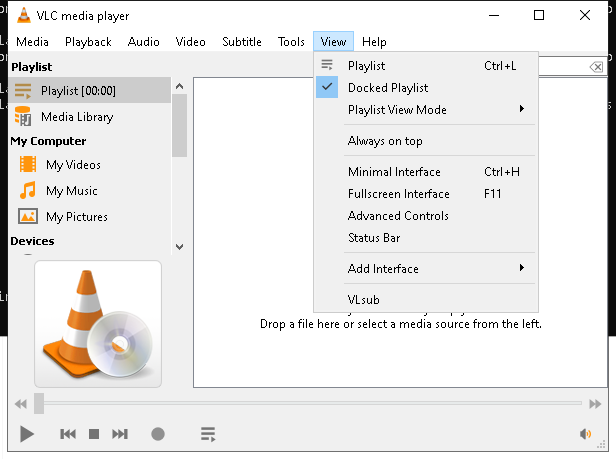 VLC media player
Media Playback Audio Video Subtitle Tools View Help
Playlist
Playlist [00:00]
Media Library
My Computer
My Videos
My Music
My Pictures
Devices
Playlist Ctrl+L
Docked Playlist
Playlist View Mode
Always on top
Minimal Interface Ctrl+H
Fullscreen Interface F11
Advanced Controls
Status Bar
Add Interface
VLsub
Drop a file here or select a media source from the left.